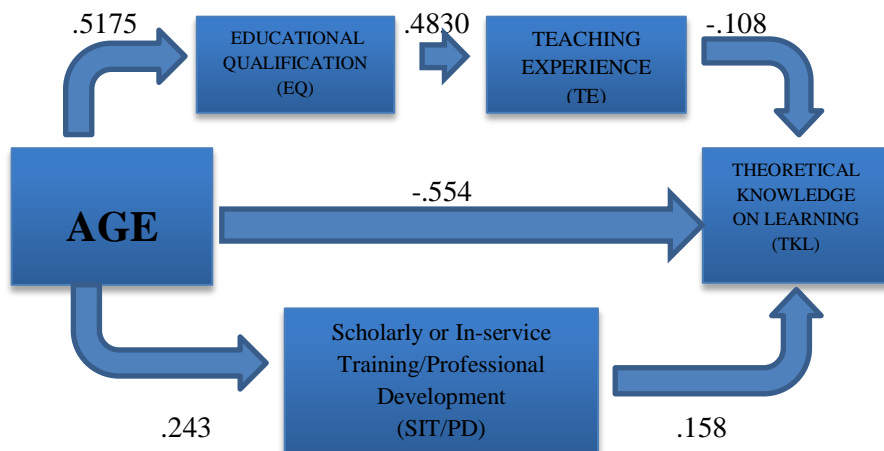 .5175
EDUCATIONAL
QUALIFICATION
(EQ)
.4830
TEACHING
EXPERIENCE
(TE)
-.108
AGE
-.554
THEORETICAL
KNOWLEDGE
ON LEARNING
(TKL)
Scholarly or In-service
Training/Professional
Development
(SIT/PD)
.243
.158